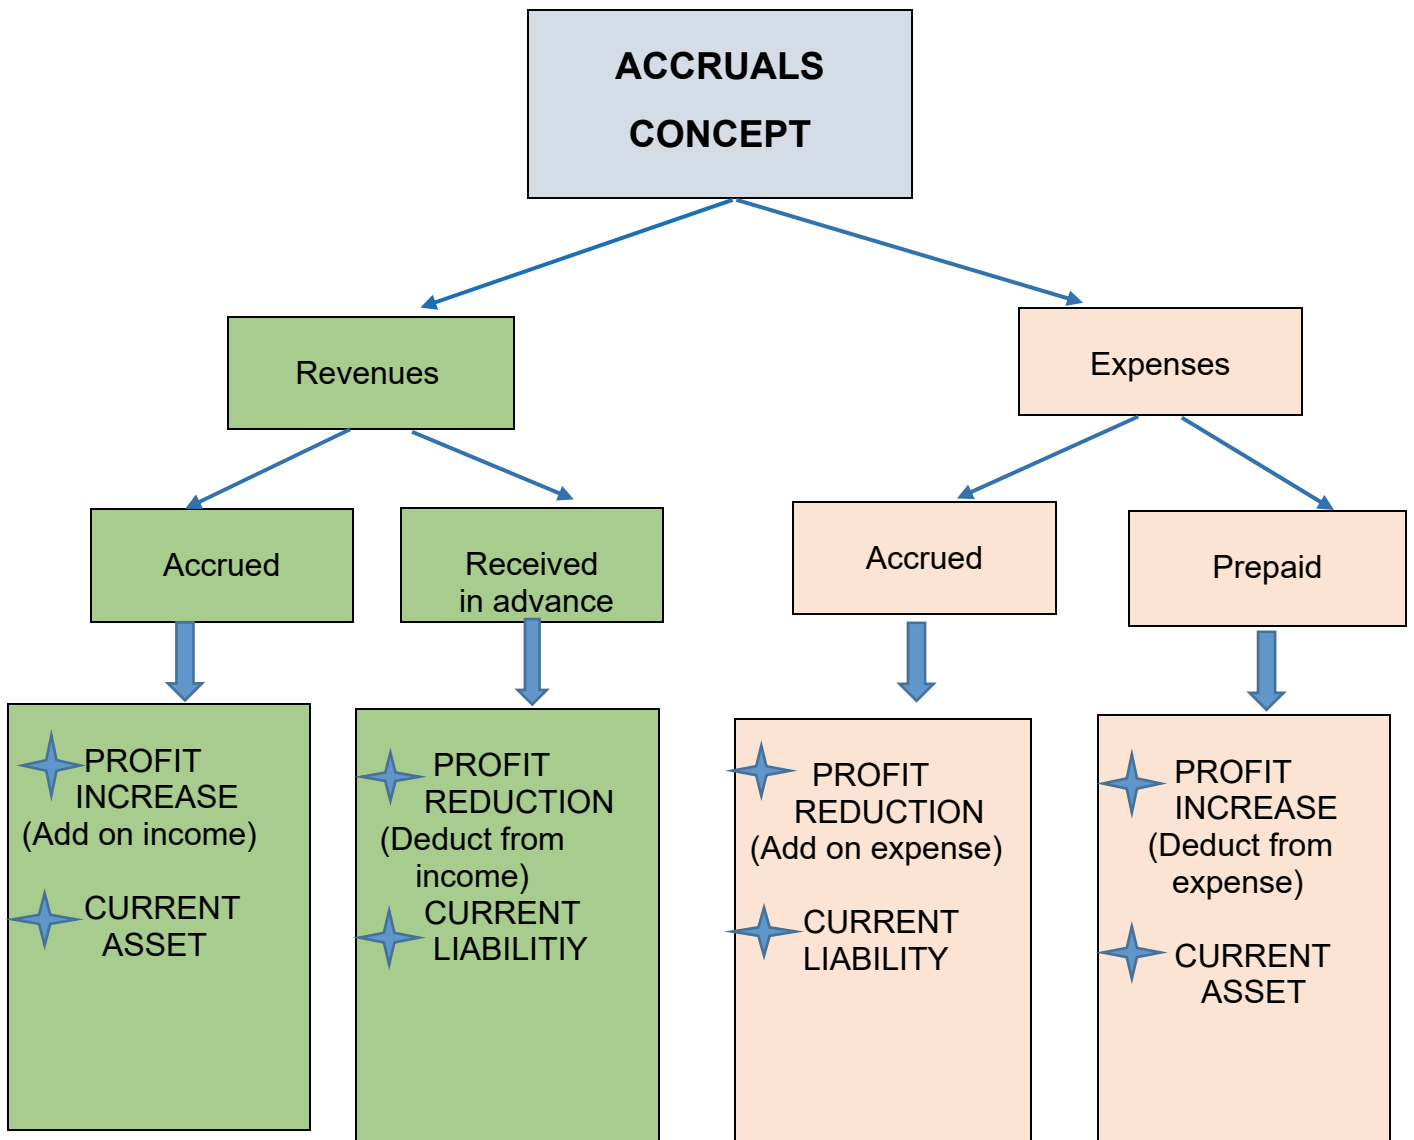 ACCRUALS
CONCEPT
Revenues
Expenses
Accrued
Received
in advance
Accrued
Prepaid
PROFIT
INCREASE
(Add on income)
CURRENT
ASSET
PROFIT
REDUCTION
(Deduct from
income)
CURRENT
LIABILITIY
PROFIT
REDUCTION
(Add on expense)
CURRENT
LIABILITY
PROFIT
INCREASE
(Deduct from
expense)
CURRENT
ASSET